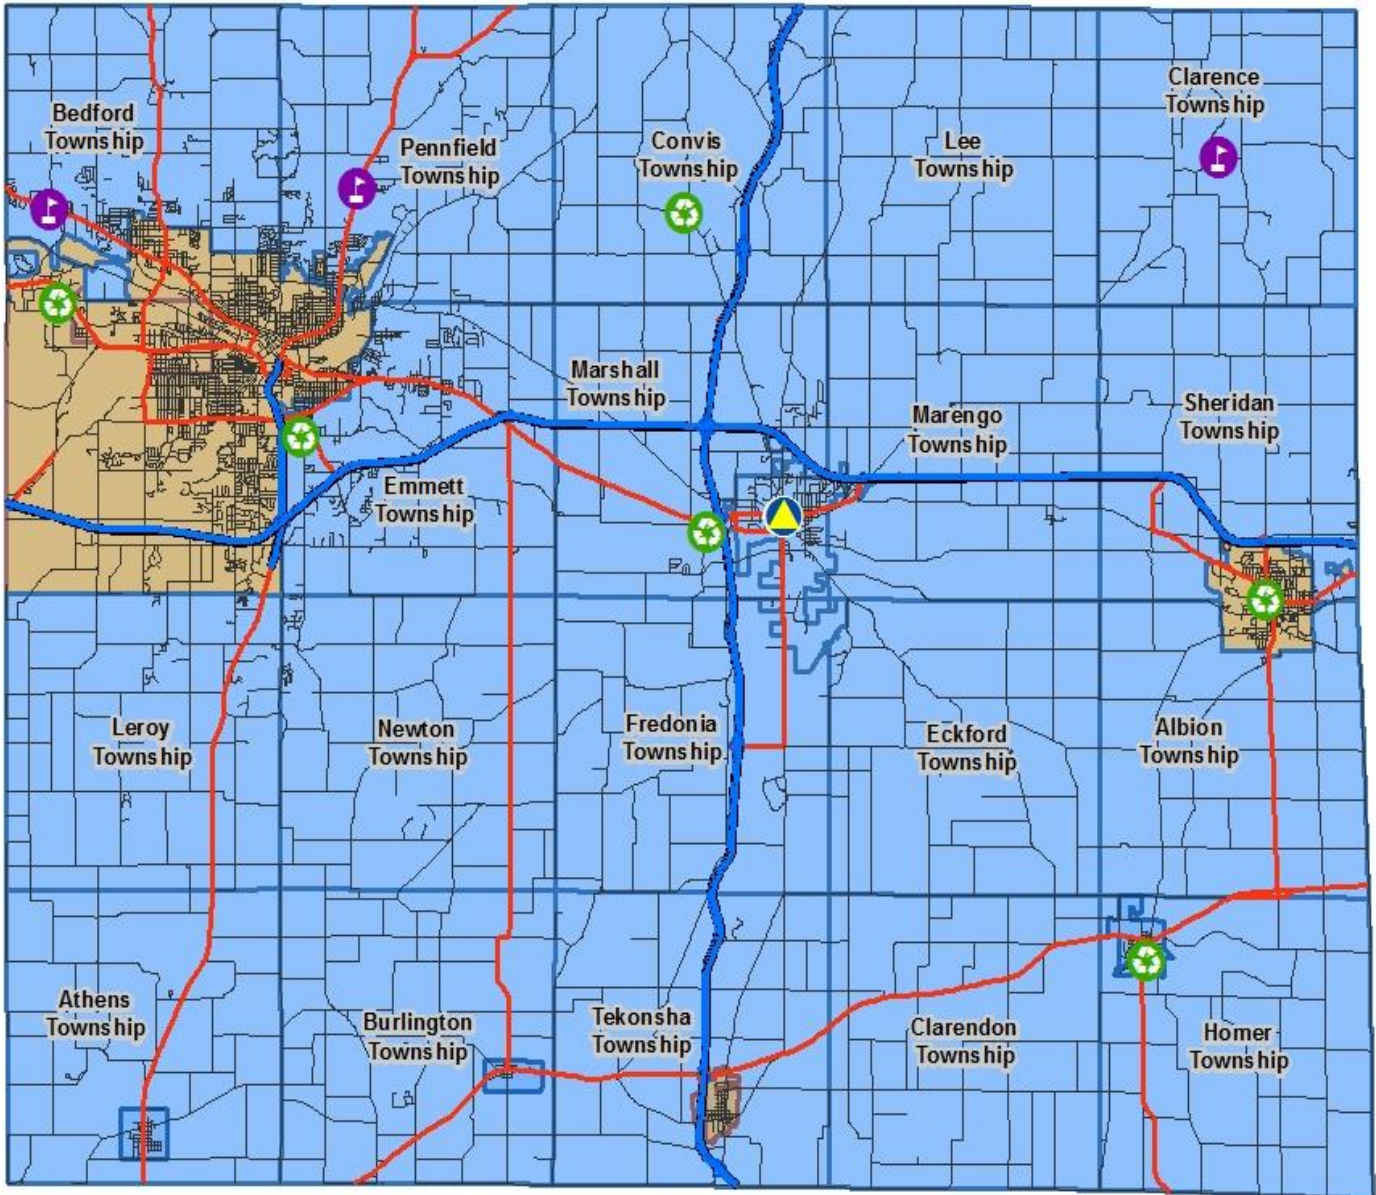 Bedford
Township
Pennfield
Township
Convis
Township
Lee
Township
Clarence
Township
Marshall
Township
Marengo
Township
Sheridan
Township
Emmett
Township
Leroy
Township
Newton
Township
Fredonia
Township
Eckford
Township
Albion
Township
Athens
Township
Burlington
Township
Tekonsha
Township
Clarendon
Township
Homer
Township